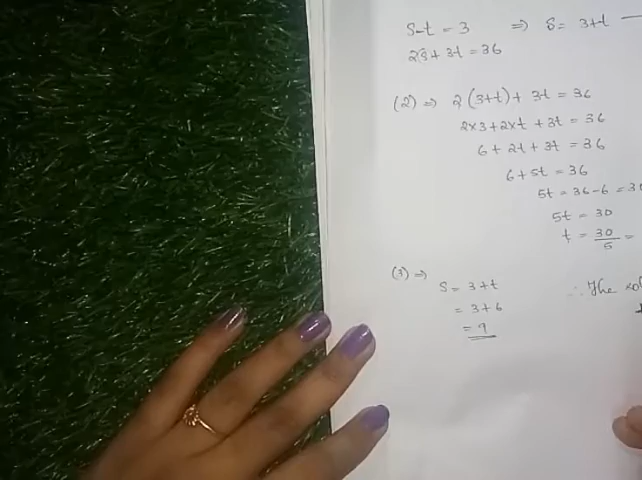 S-t = 3 ⇒ S = 3+t
2s + 3t = 36
(2) ⇒ 2(3+t) + 3t = 36
2×3+2×t +3t = 36
6 + 2t + 3t = 36
6 + 5t = 36
5t = 36-6 = 30
5t = 30
t = 30/5 =
(3) ⇒ S = 3+t
= 3+6
= 9
∴ The